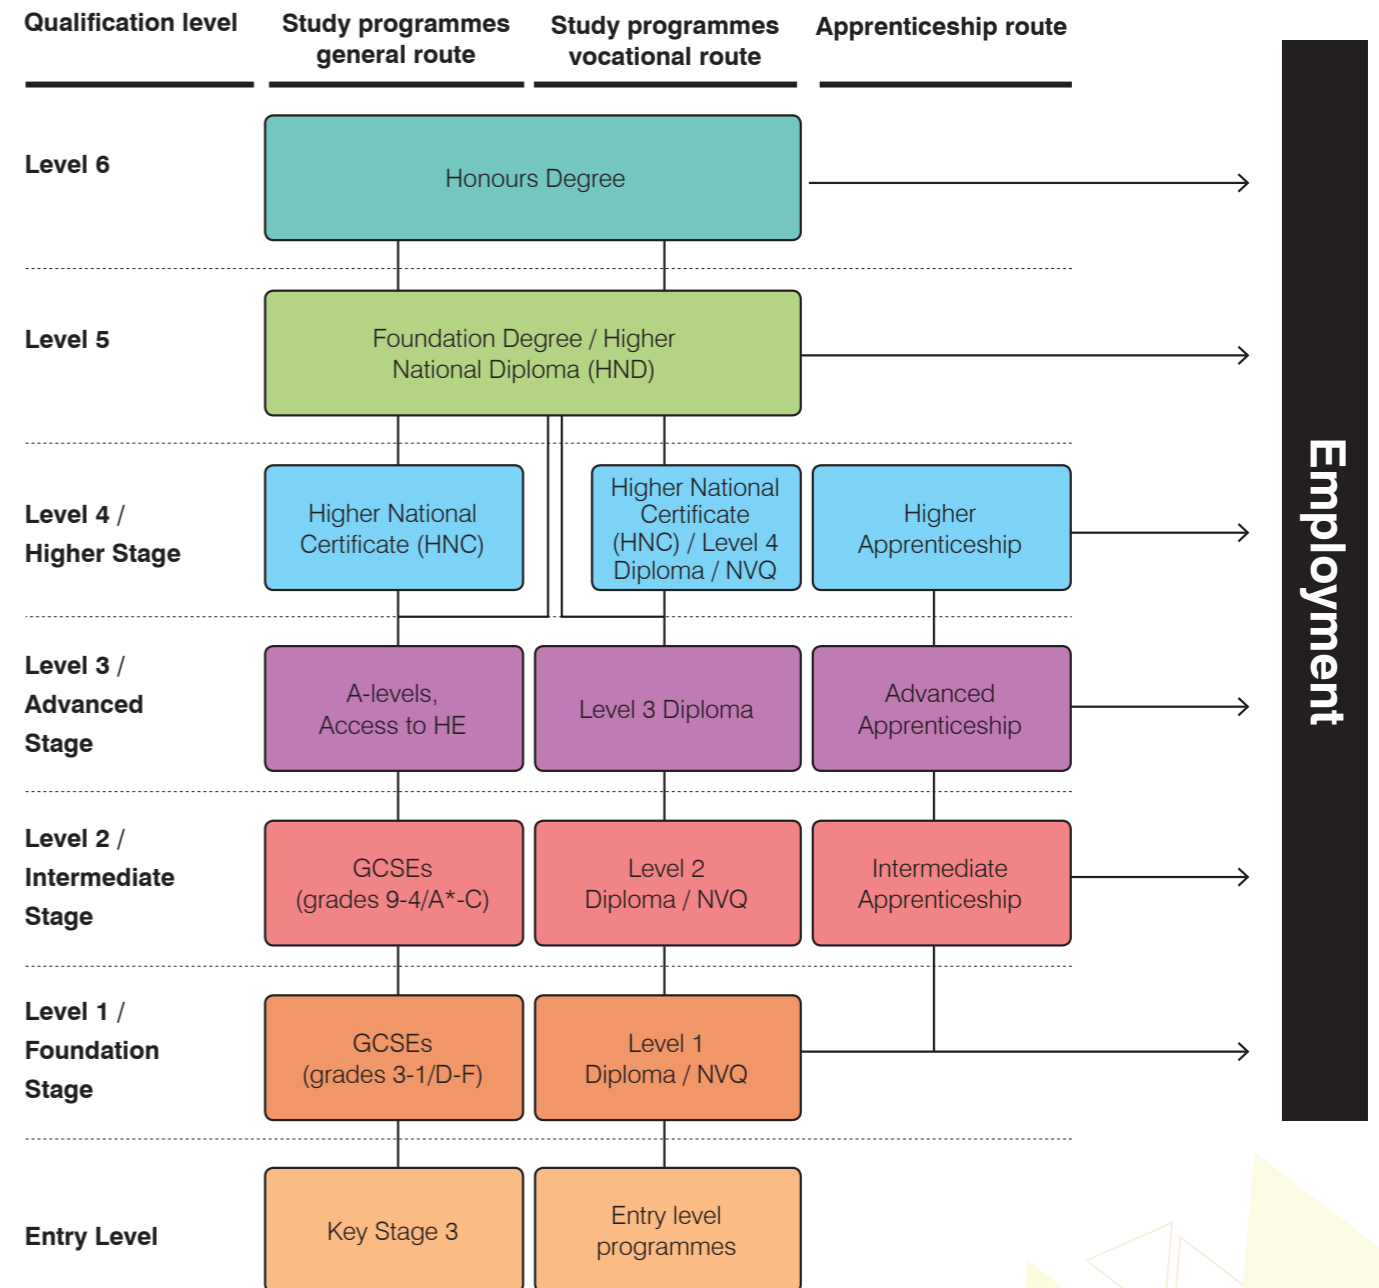 Qualification level
Study programmes
general route
Study programmes
vocational route
Apprenticeship route
Level 6
Honours Degree
Level 5
Foundation Degree / Higher
National Diploma (HND)
Level 4 /
Higher Stage
Higher National
Certificate (HNC)
Higher National
Certificate
(HNC) / Level 4
Diploma / NVQ
Higher
Apprenticeship
Level 3 /
Advanced
Stage
A-levels,
Access to HE
Level 3 Diploma
Advanced
Apprenticeship
Level 2 /
Intermediate
Stage
GCSEs
(grades 9-4/A*-C)
Level 2
Diploma / NVQ
Intermediate
Apprenticeship
Level 1 /
Foundation
Stage
GCSEs
(grades 3-1/D-F)
Level 1
Diploma / NVQ
Entry Level
Key Stage 3
Entry level
programmes
Employment